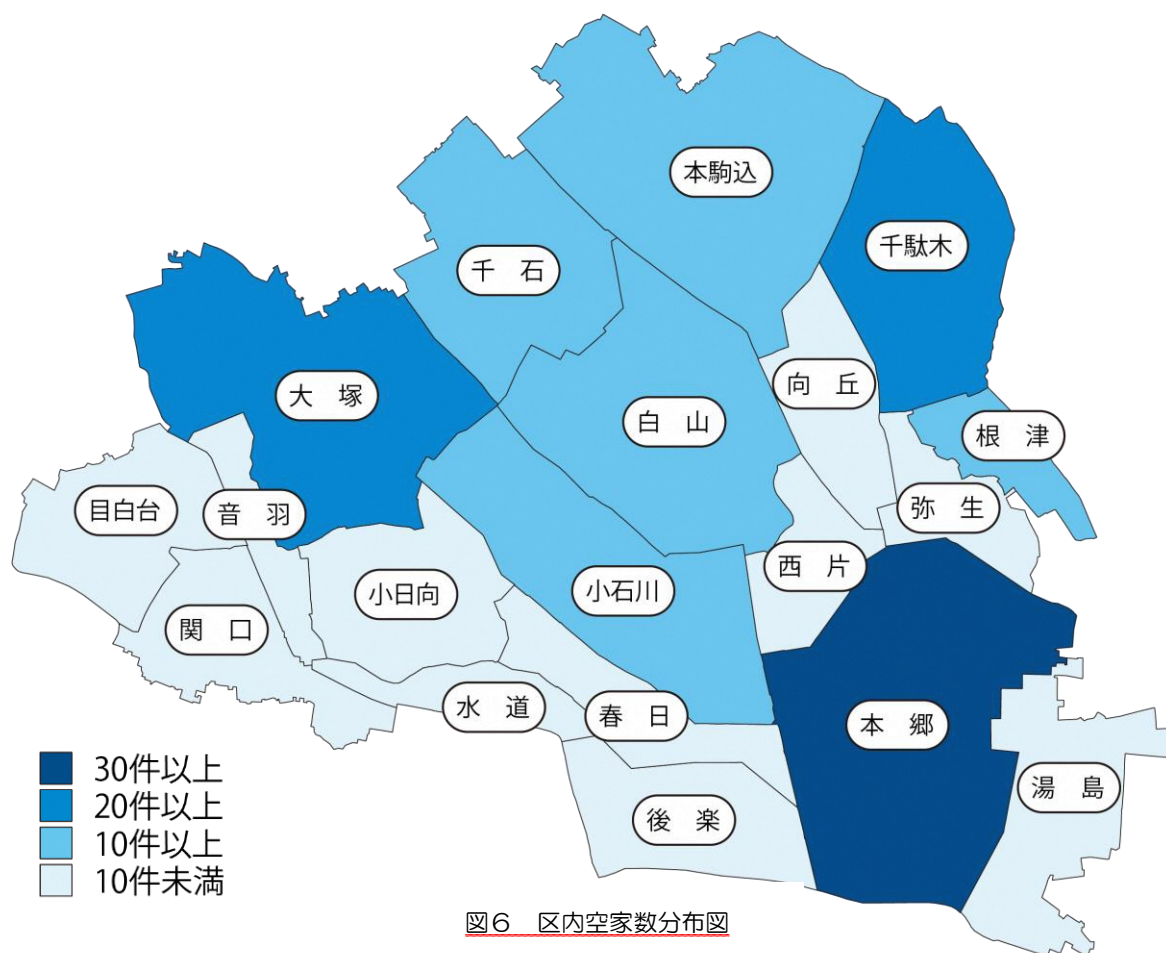 本駒込
千駄木
千　石
大　塚
向　丘
白　山
根　津
目白台
音　羽
弥　生
西　片
小日向
小石川
関　口
水　道
春　日
本　郷
湯　島
後　楽
30件以上
20件以上
10件以上
10件未満
図６　区内空家数分布図